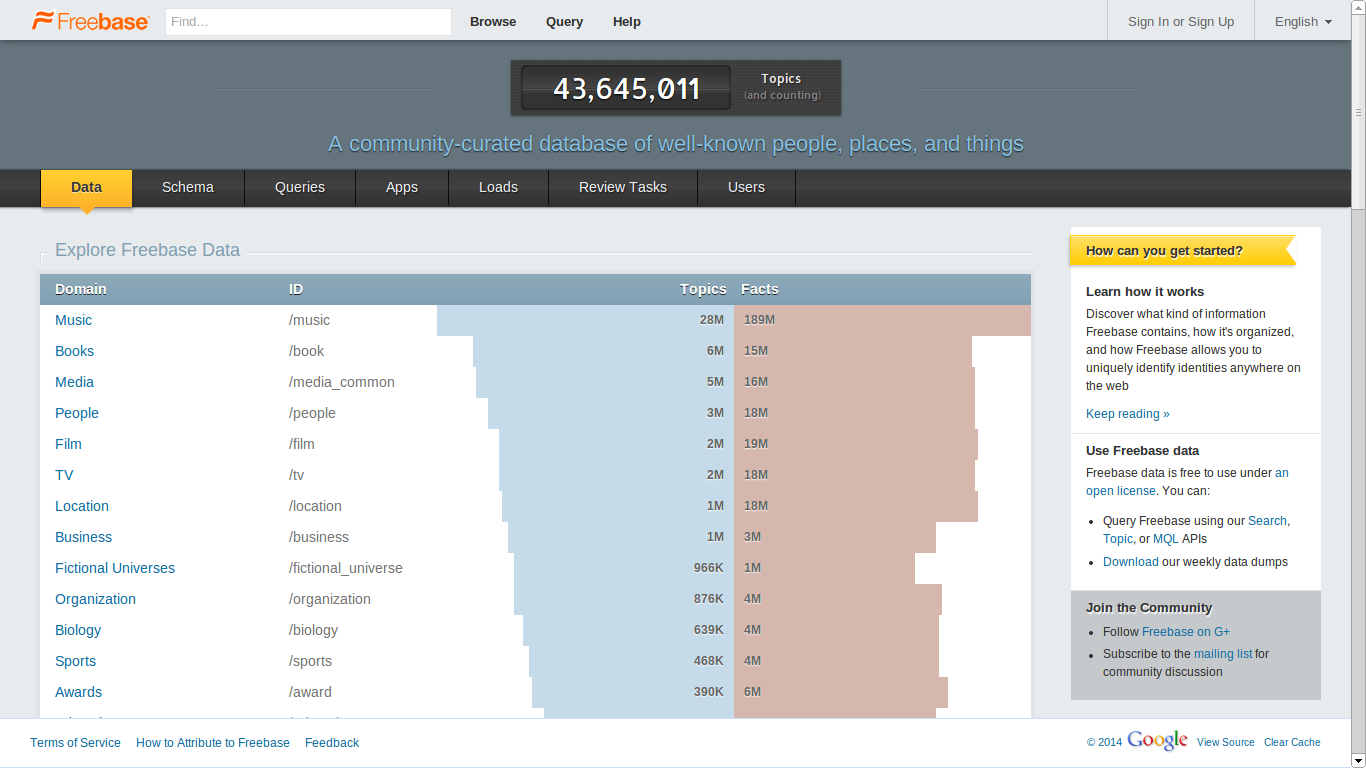 Freebase Find... Browse Query Help Sign In or Sign Up English
43,645,011 Topics
(and counting)
A community-curated database of well-known people, places, and things
Data Schema Queries Apps Loads Review Tasks Users
Explore Freebase Data
Domain ID Topics Facts
Music /music 28M 189M
Books /book 6M 15M
Media /media_common 5M 16M
People /people 3M 18M
Film /film 2M 19M
TV /tv 2M 18M
Location /location 1M 18M
Business /business 1M 3M
Fictional Universes /fictional_universe 966K 1M
Organization /organization 876K 4M
Biology /biology 639K 4M
Sports /sports 468K 4M
Awards /award 390K 6M
How can you get started?
Learn how it works
Discover what kind of information
Freebase contains, how it's organized,
and how Freebase allows you to
uniquely identify identities anywhere on
the web
Keep reading »
Use Freebase data
Freebase data is free to use under an
open license. You can:
Query Freebase using our Search,
Topic, or MQL APIs
Download our weekly data dumps
Join the Community
Follow Freebase on G+
Subscribe to the mailing list for
community discussion
Terms of Service How to Attribute to Freebase Feedback © 2014 Google View Source Clear Cache